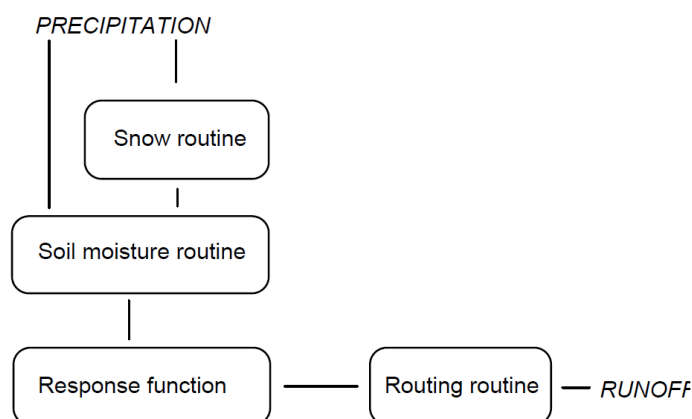 PRECIPITATION
Snow routine
Soil moisture routine
Response function
Routing routine
RUNOFF